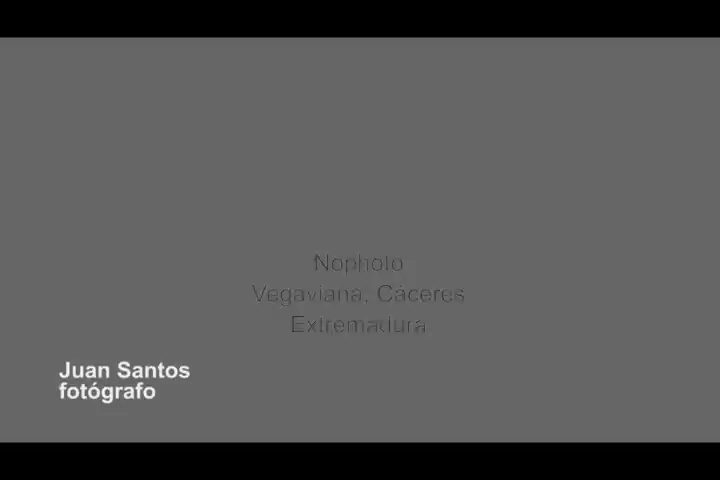 Nophoto
Vegaviana, Cáceres
Extremadura
Juan Santos
fotógrafo